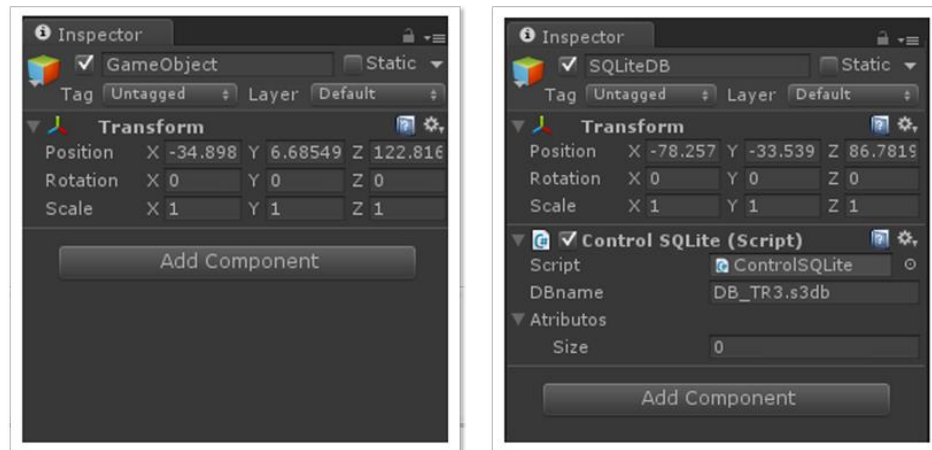 Inspector
GameObject Static
Tag Untagged Layer Default
Transform
Position X -34.898 Y 6.68549 Z 122.816
Rotation X 0 Y 0 Z 0
Scale X 1 Y 1 Z 1
Add Component
Inspector
SQLiteDB Static
Tag Untagged Layer Default
Transform
Position X -78.257 Y -33.539 Z 86.7819
Rotation X 0 Y 0 Z 0
Scale X 1 Y 1 Z 1
Control SQLite (Script)
Script ControlSQLite
DBname DB_TR3.s3db
Atributos
Size 0
Add Component